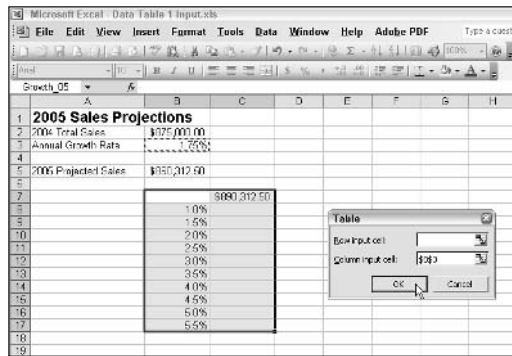 Microsoft Excel - Data Table 1 Input.xls
File Edit View Insert Format Tools Data Window Help Adobe PDF
Arial 10 B I U
Growth_05 fx
A B C D E F G H
1 2005 Sales Projections
2 2004 Total Sales $875,000.00
3 Annual Growth Rate 1.75%
4
5 2005 Projected Sales $890,312.50
6
7 $890,312.50
8 1.0%
9 1.5%
10 2.0%
11 2.5%
12 3.0%
13 3.5%
14 4.0%
15 4.5%
16 5.0%
17 5.5%
18
19
Table
Row input cell:
Column input cell:
OK Cancel